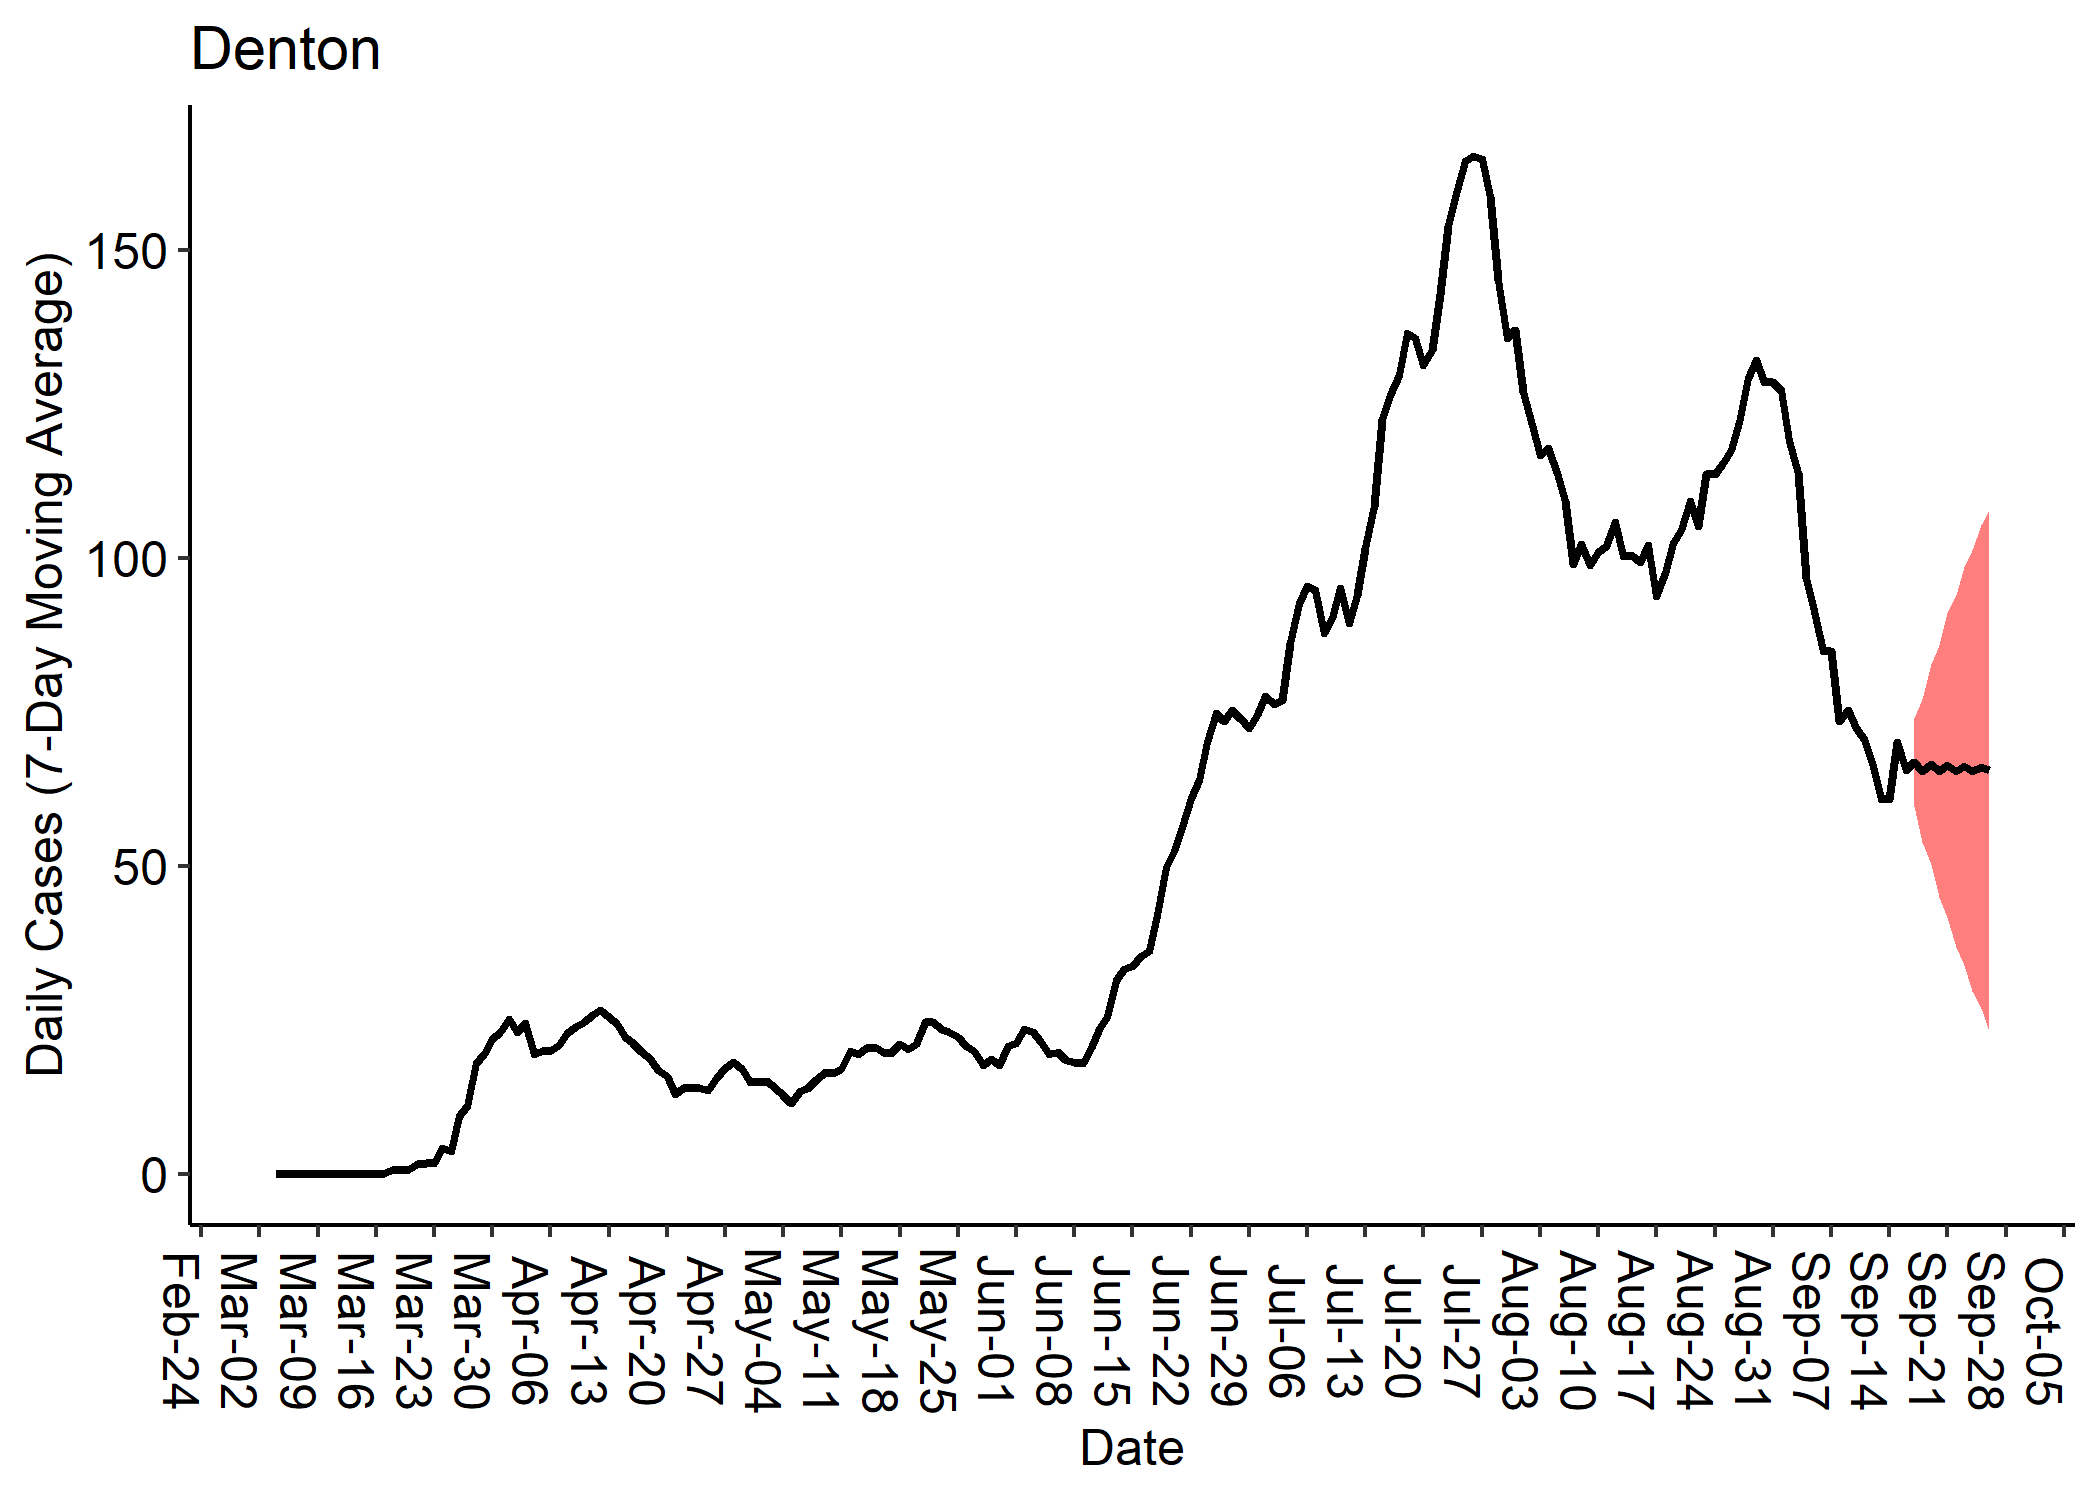 Denton
Daily Cases (7-Day Moving Average)
150
100
50
0
Feb-24
Mar-02
Mar-09
Mar-16
Mar-23
Mar-30
Apr-06
Apr-13
Apr-20
Apr-27
May-04
May-11
May-18
May-25
Jun-01
Jun-08
Jun-15
Jun-22
Jun-29
Jul-06
Jul-13
Jul-20
Jul-27
Aug-03
Aug-10
Aug-17
Aug-24
Aug-31
Sep-07
Sep-14
Sep-21
Sep-28
Oct-05
Date